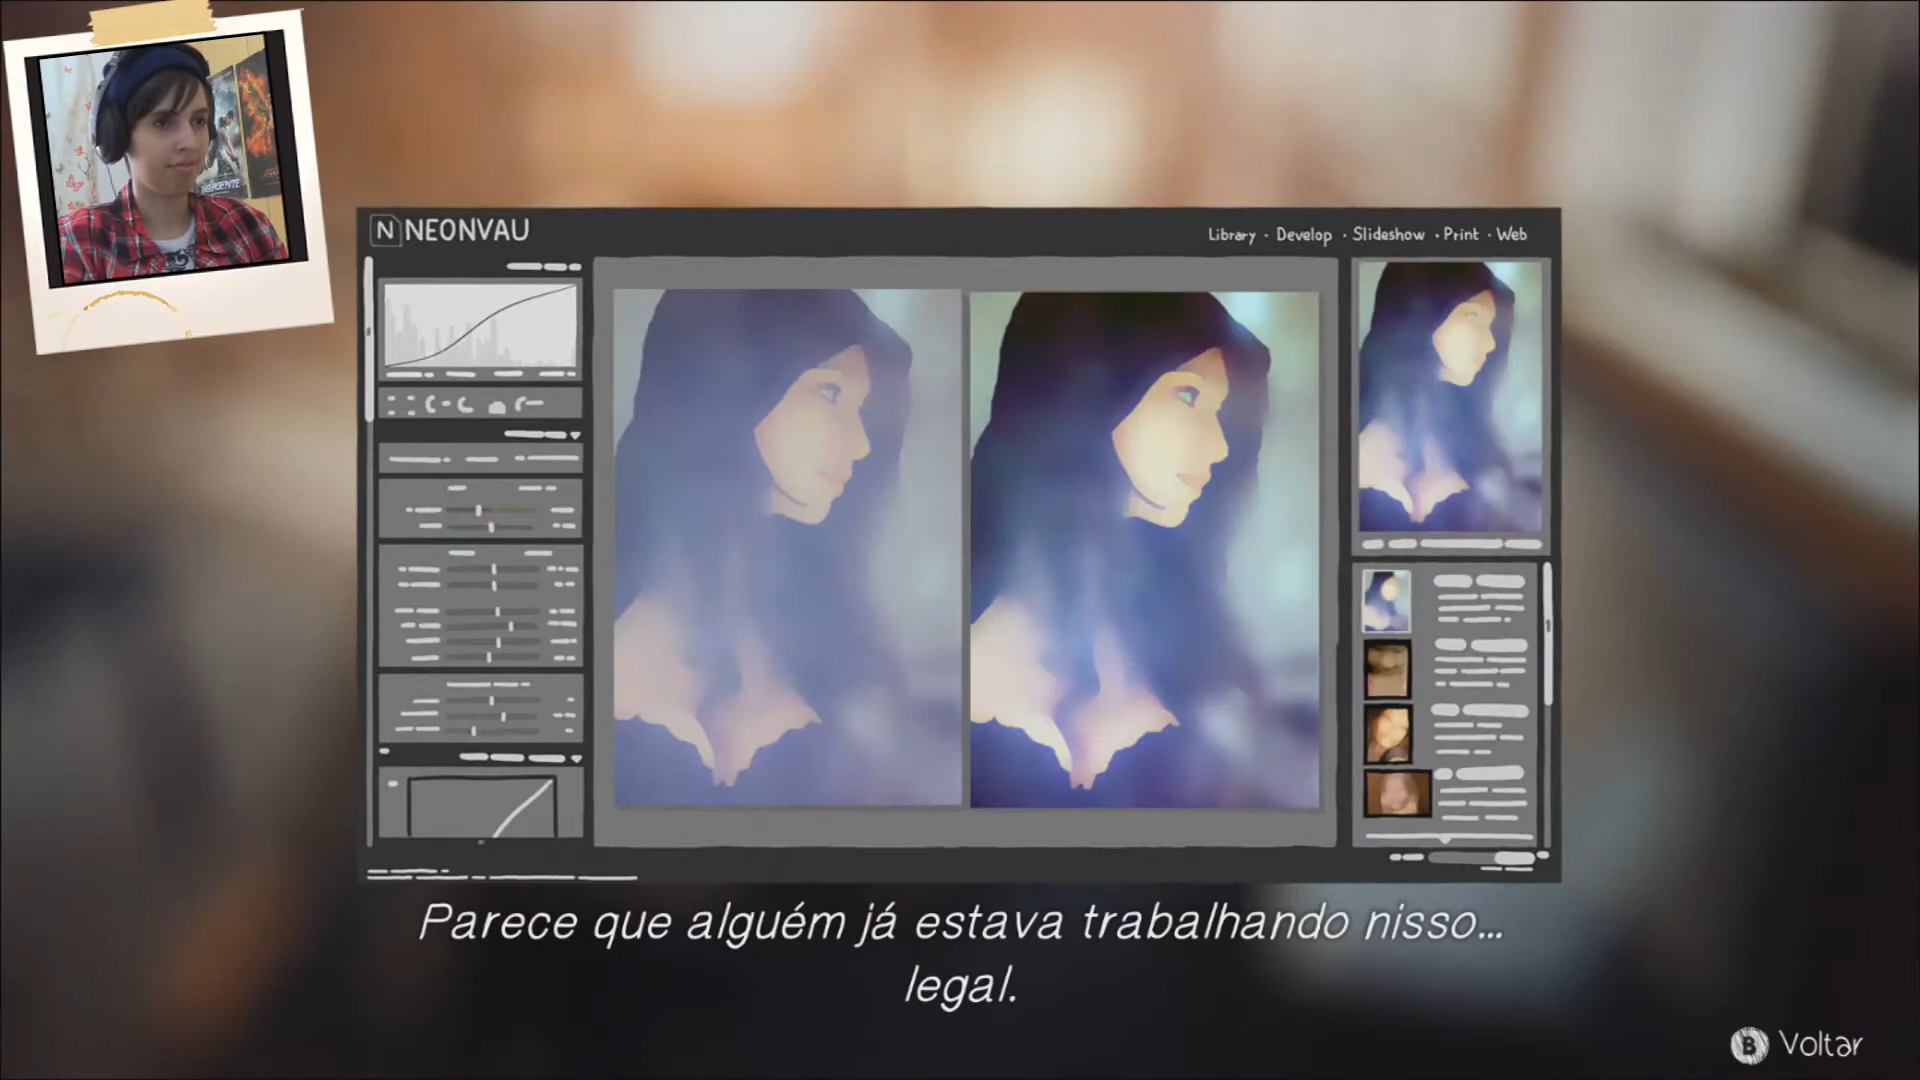 NEONVAU
Library · Develop · Slideshow · Print · Web
Parece que alguém já estava trabalhando nisso...
legal.
B Voltar